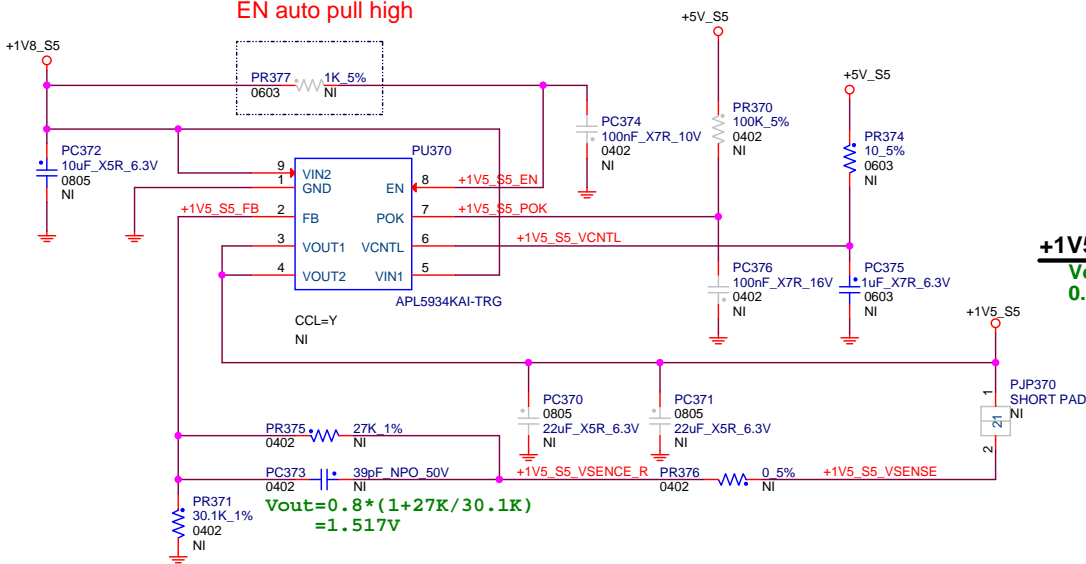 EN auto pull high
+1V8_S5
PR377
1K_5%
0603
NI
PC372
10uF_X5R_6.3V
0805
NI
PC374
100nF_X7R_10V
0402
NI
+5V_S5
PR370
100K_5%
0402
NI
+5V_S5
PR374
10_5%
0603
NI
PU370
9
VIN2
1
GND
+1V5_S5_FB
2
FB
3
VOUT1
4
VOUT2
EN
8
+1V5_S5_EN
POK
7
+1V5_S5_POK
VCNTL
6
+1V5_S5_VCNTL
VIN1
5
APL5934KAI-TRG
CCL=Y
NI
PC376
100nF_X7R_16V
0402
NI
PC375
1uF_X7R_6.3V
0603
NI
+1V5
Vo
0.
+1V5_S5
PC370
0805
22uF_X5R_6.3V
NI
PC371
0805
22uF_X5R_6.3V
NI
1
PJP370
SHORT PAD
NI
21
2
PR375
27K_1%
0402
NI
PC373
39pF_NPO_50V
0402
NI
+1V5_S5_VSENCE_R
PR376
0_5%
0402
NI
+1V5_S5_VSENSE
PR371
30.1K_1%
0402
NI
Vout=0.8*(1+27K/30.1K)
=1.517V